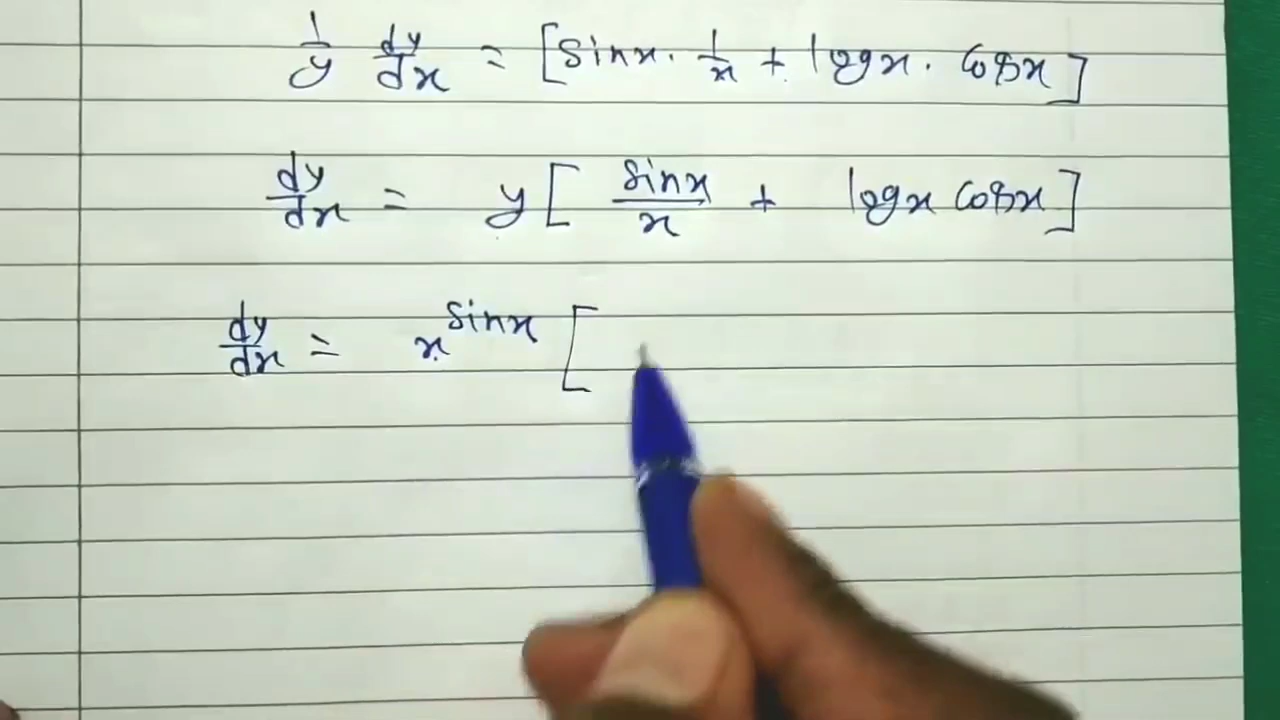 1/y dy/dx = [sinx. 1/x + logx. cosx]
dy/dx = y[ sinx/x + logx cosx]
dy/dx = x^sinx [